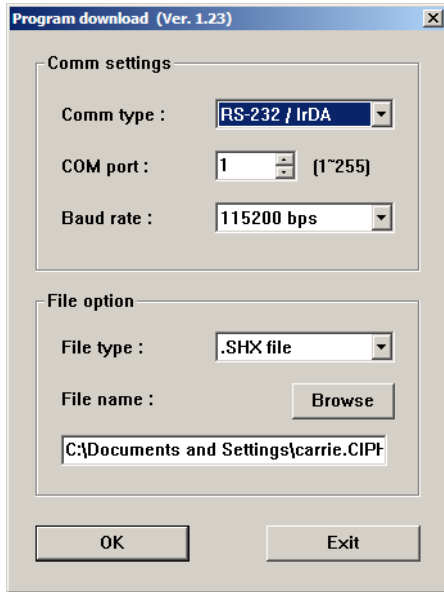 Program download (Ver. 1.23)
Comm settings
Comm type : RS-232 / IrDA
COM port : 1 (1~255)
Baud rate : 115200 bps
File option
File type : .SHX file
File name : Browse
C:\Documents and Settings\carrie.CIPH
OK Exit